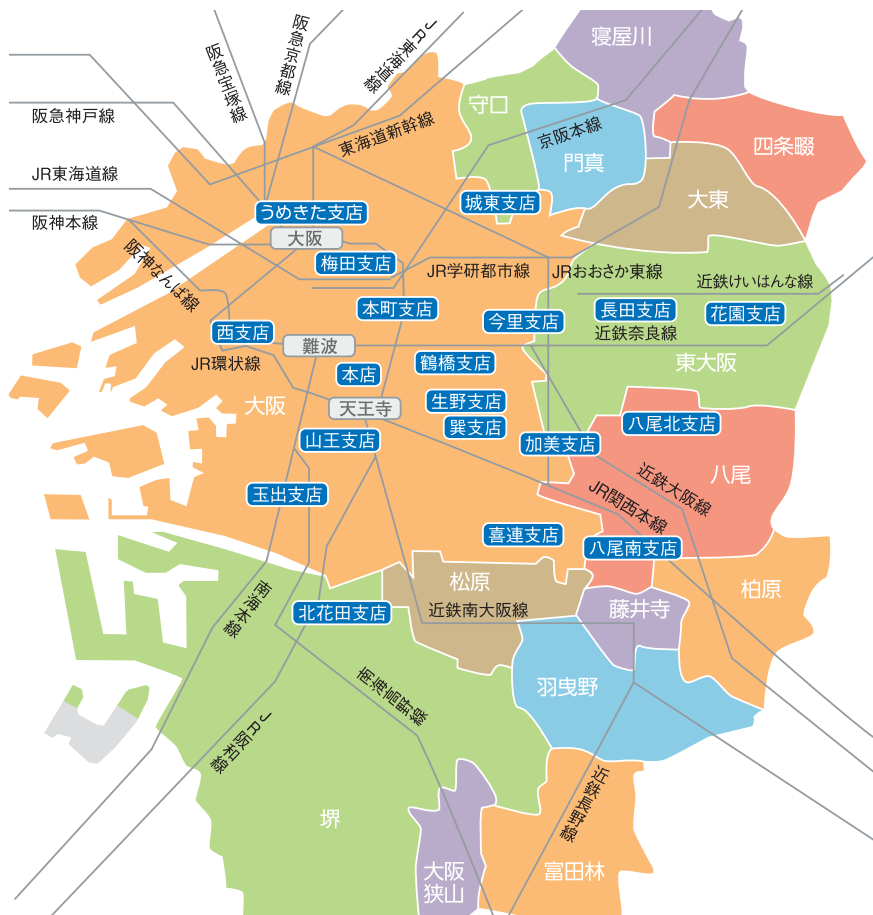 寝屋川
阪急京都線
JR東海道線
阪急宝塚線
守口
阪急神戸線
東海道新幹線
京阪本線
四条畷
門真
JR東海道線
大東
うめきた支店
城東支店
阪神本線
大阪
阪神なんば線
梅田支店
JR学研都市線
JRおおさか東線
近鉄けいはんな線
本町支店
長田支店
花園支店
今里支店
西支店
近鉄奈良線
難波
JR環状線
鶴橋支店
東大阪
本店
大阪
天王寺
生野支店
巽支店
八尾北支店
山王支店
加美支店
八尾
近鉄大阪線
玉出支店
JR関西本線
喜連支店
八尾南支店
松原
柏原
南海本線
北花田支店
近鉄南大阪線
藤井寺
羽曳野
南海高野線
JR阪和線
近鉄長野線
堺
大阪
狭山
富田林